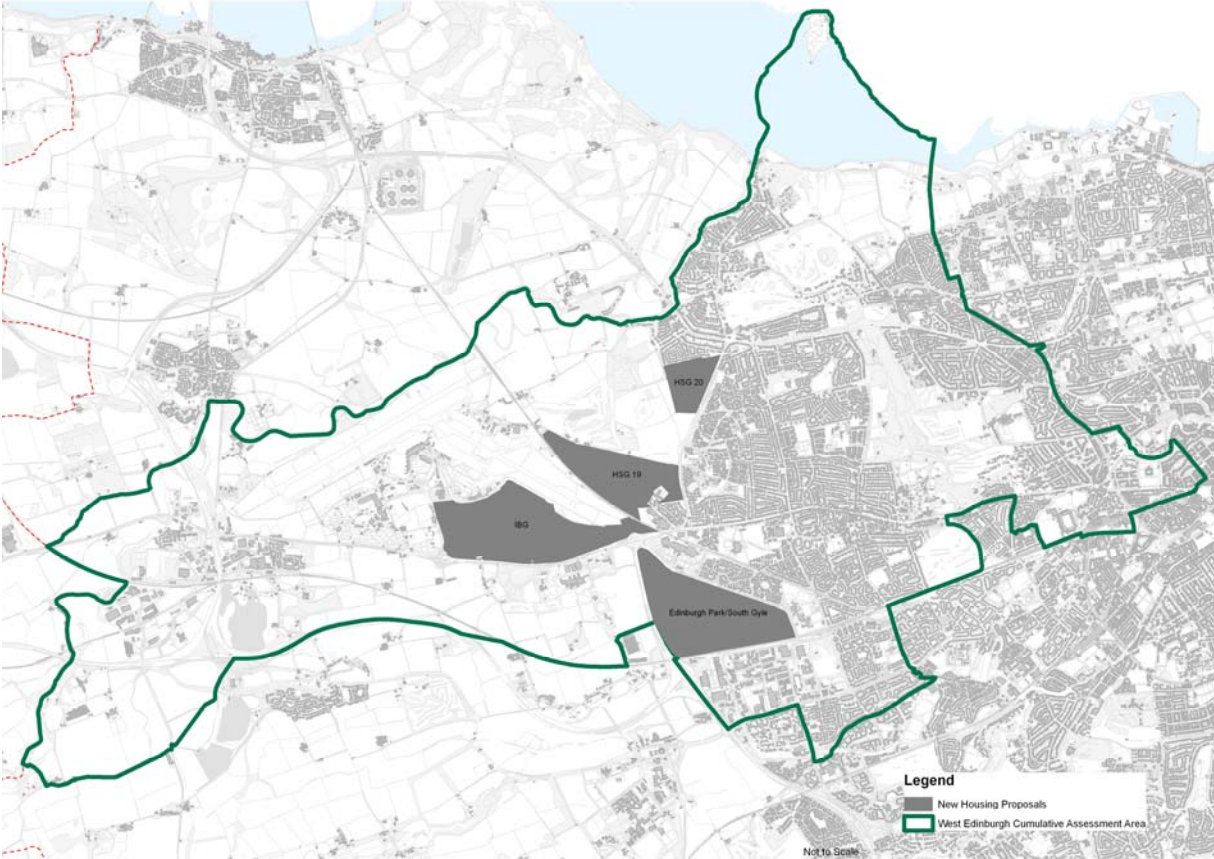 HSG 20
HSG 19
IBG
Edinburgh Park/South Gyle
Legend
New Housing Proposals
West Edinburgh Cumulative Assessment Area
Not to Scale